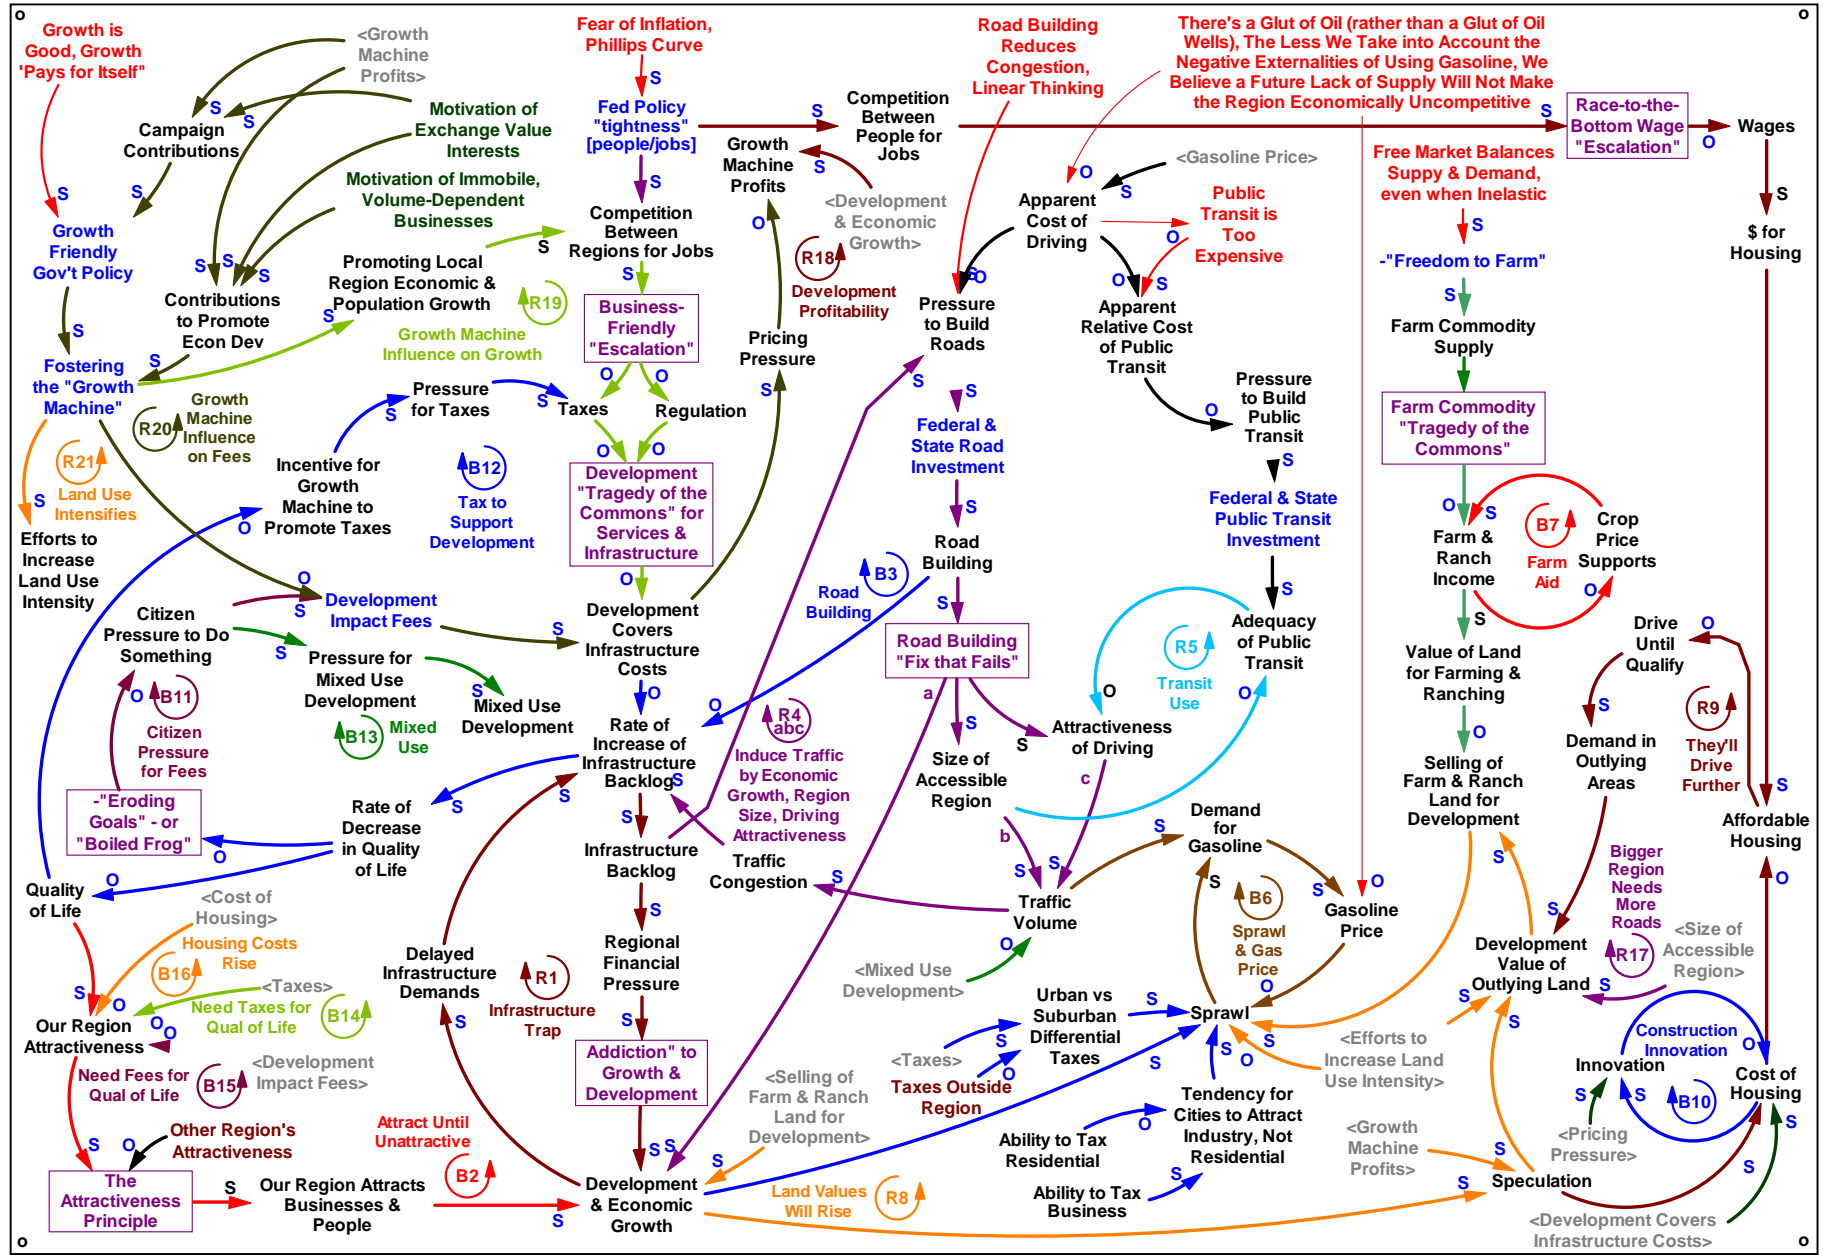 o
o
Growth is
Good, Growth
'Pays for Itself"
<Growth
Machine
Profits>
Fear of Inflation,
Phillips Curve
Road Building
Reduces
Congestion,
Linear Thinking
There's a Glut of Oil (rather than a Glut of Oil
Wells), The Less We Take into Account the
Negative Externalities of Using Gasoline, We
Believe a Future Lack of Supply Will Not Make
the Region Economically Uncompetitive
S
Fed Policy
"tightness"
[people/jobs]
S
Competition
Between
People for
Jobs
S
Race-to-the-
Bottom Wage
"Escalation"
O
Wages
S
S
S
Campaign
Contributions
Motivation of
Exchange Value
Interests
Motivation of Immobile,
Volume-Dependent
Businesses
Growth
Machine
Profits
S
<Development
& Economic
Growth>
O
<Gasoline Price>
S
O
Free Market Balances
Suppy & Demand,
even when Inelastic
S
S
S
S
$ for
Housing
S
Growth
Friendly
Gov't Policy
S
S
S
S
Contributions
to Promote
Econ Dev
Promoting Local
Region Economic &
Population Growth
S
Competition
Between
Regions for Jobs
S
R19
Growth Machine
Influence on Growth
S
Business-
Friendly
"Escalation"
R18
Development
Profitability
Apparent
Cost of
Driving
Public
Transit is
Too
Expensive
O
S
O
O
S
Pressure
to Build
Roads
Apparent
Relative Cost
of Public
Transit
-"Freedom to Farm"
S
Farm Commodity
Supply
S
S
Fostering
the "Growth
Machine"
R20
Growth
Machine
Influence
on Fees
Pressure
for Taxes
S
S
O
O
Taxes
Regulation
Pricing
Pressure
S
S
S
Federal &
State Road
Investment
Pressure
to Build
Public
Transit
O
S
Farm Commodity
"Tragedy of the
Commons"
R21
Land Use
Intensifies
S
Incentive for
Growth
Machine to
Promote Taxes
O
B12
Tax to
Support
Development
O
O
Development
"Tragedy of the
Commons" for
Services &
Infrastructure
O
S
Road
Building
S
B3
Road
Building
Federal & State
Public Transit
Investment
S
O
S
Farm &
Ranch
Income
B7
Farm
Aid
Crop
Price
Supports
O
S
Efforts to
Increase
Land Use
Intensity
O
S
Citizen
Pressure to Do
Something
Development
Impact Fees
S
Development
Covers
Infrastructure
Costs
O
S
Pressure for
Mixed Use
Development
S
Mixed Use
Development
B13
Mixed
Use
O
B11
Citizen
Pressure
for Fees
Road Building
"Fix that Fails"
a
S
S
R5
Transit
Use
O
Adequacy
of Public
Transit
O
Value of Land
for Farming &
Ranching
O
Drive
Until
Qualify
O
S
R9
They'll
Drive
Further
Rate of
Increase of
Infrastructure
Backlog
O
S
S
S
S
R4
abc
Induce Traffic
by Economic
Growth, Region
Size, Driving
Attractiveness
Attractiveness
of Driving
c
Size of
Accessible
Region
b
Selling of
Farm & Ranch
Land for
Development
S
Demand in
Outlying
Areas
S
S
Affordable
Housing
O
-"Eroding
Goals" - or
"Boiled Frog"
O
Rate of
Decrease
in Quality
of Life
O
Quality
of Life
Infrastructure
Backlog
S
Traffic
Congestion
S
S
S
Traffic
Volume
O
S
Demand
for
Gasoline
S
B6
Sprawl
& Gas
Price
S
O
Gasoline
Price
O
Bigger
Region
Needs
More
Roads
R17
<Size of
Accessible
Region>
S
<Cost of
Housing>
Housing Costs
Rise
B16
S
O
<Taxes>
Need Taxes for
Qual of Life
B14
O
O
Our Region
Attractiveness
<Development
Impact Fees>
Need Fees for
Qual of Life
B15
Delayed
Infrastructure
Demands
S
R1
Infrastructure
Trap
Regional
Financial
Pressure
S
Addiction" to
Growth &
Development
S
S
<Mixed Use
Development>
Urban vs
Suburban
Differential
Taxes
S
<Taxes>
S
O
Taxes Outside
Region
Sprawl
S
S
S
O
<Efforts to
Increase Land
Use Intensity>
S
Development
Value of
Outlying Land
S
Construction
Innovation
Innovation
S
S
B10
O
Cost of
Housing
S
S
<Pricing
Pressure>
<Selling of
Farm & Ranch
Land for
Development>
S
Ability to Tax
Residential
O
Tendency for
Cities to Attract
Industry, Not
Residential
S
Ability to Tax
Business
<Growth
Machine
Profits>
S
S
Speculation
<Development Covers
Infrastructure Costs>
S
O
Other Region's
Attractiveness
The
Attractiveness
Principle
S
Our Region Attracts
Businesses &
People
Attract Until
Unattractive
B2
S
Development
& Economic
Growth
Land Values
Will Rise
R8
o
o